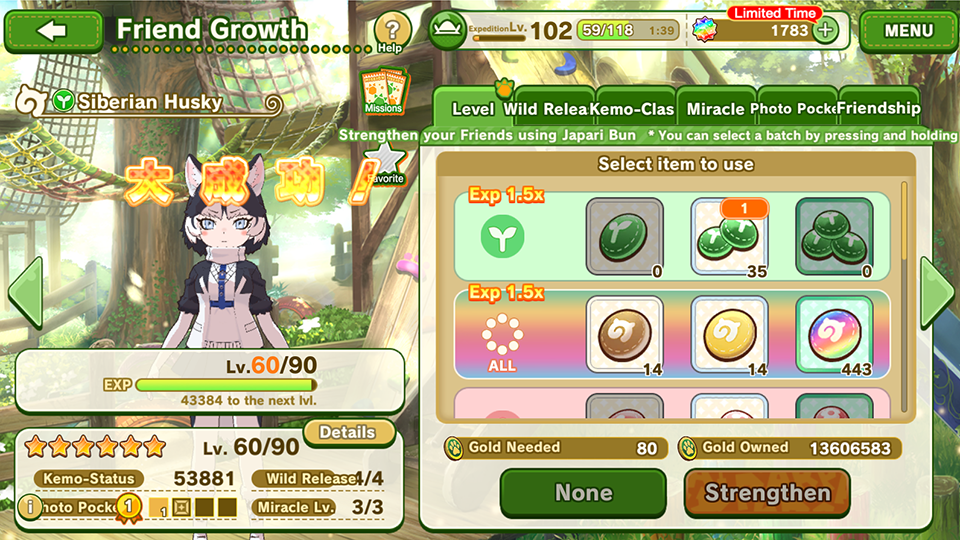 Friend Growth
Help
Expedition Lv. 102
59/118 1:39
Limited Time
1783
MENU
Missions
Siberian Husky
Level
Wild Relea
Kemo-Clas
Miracle
Photo Pocke
Friendship
Strengthen your Friends using Japari Bun * You can select a batch by pressing and holding
Favorite
大成功!
Select item to use
Exp 1.5x
1
0
35
0
Exp 1.5x
ALL
14
14
443
Lv.60/90
EXP
43384 to the next lvl.
Details
Lv. 60/90
Kemo-Status 53881
Wild Release 4/4
Photo Pocke 1
1
Miracle Lv. 3/3
Gold Needed 80
Gold Owned 13606583
None
Strengthen